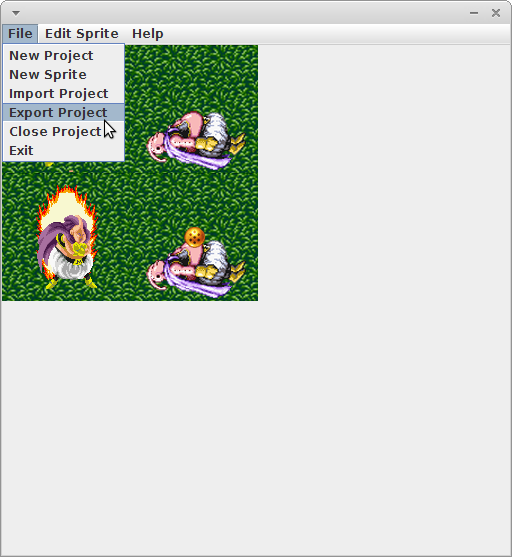 File Edit Sprite Help
New Project
New Sprite
Import Project
Export Project
Close Project
Exit